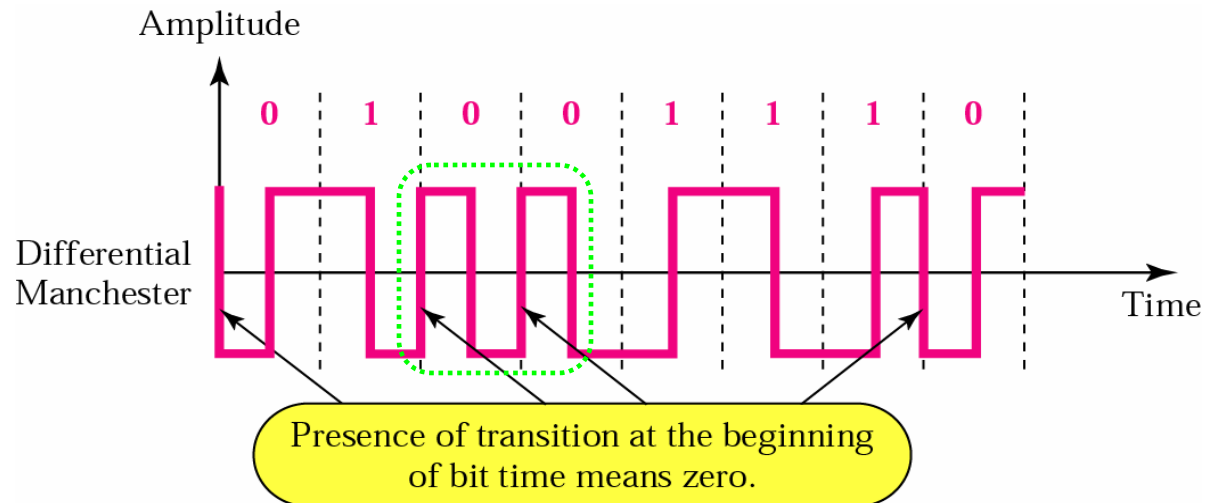 Amplitude
0 1 0 0 1 1 1 0
Differential
Manchester
Time
Presence of transition at the beginning
of bit time means zero.